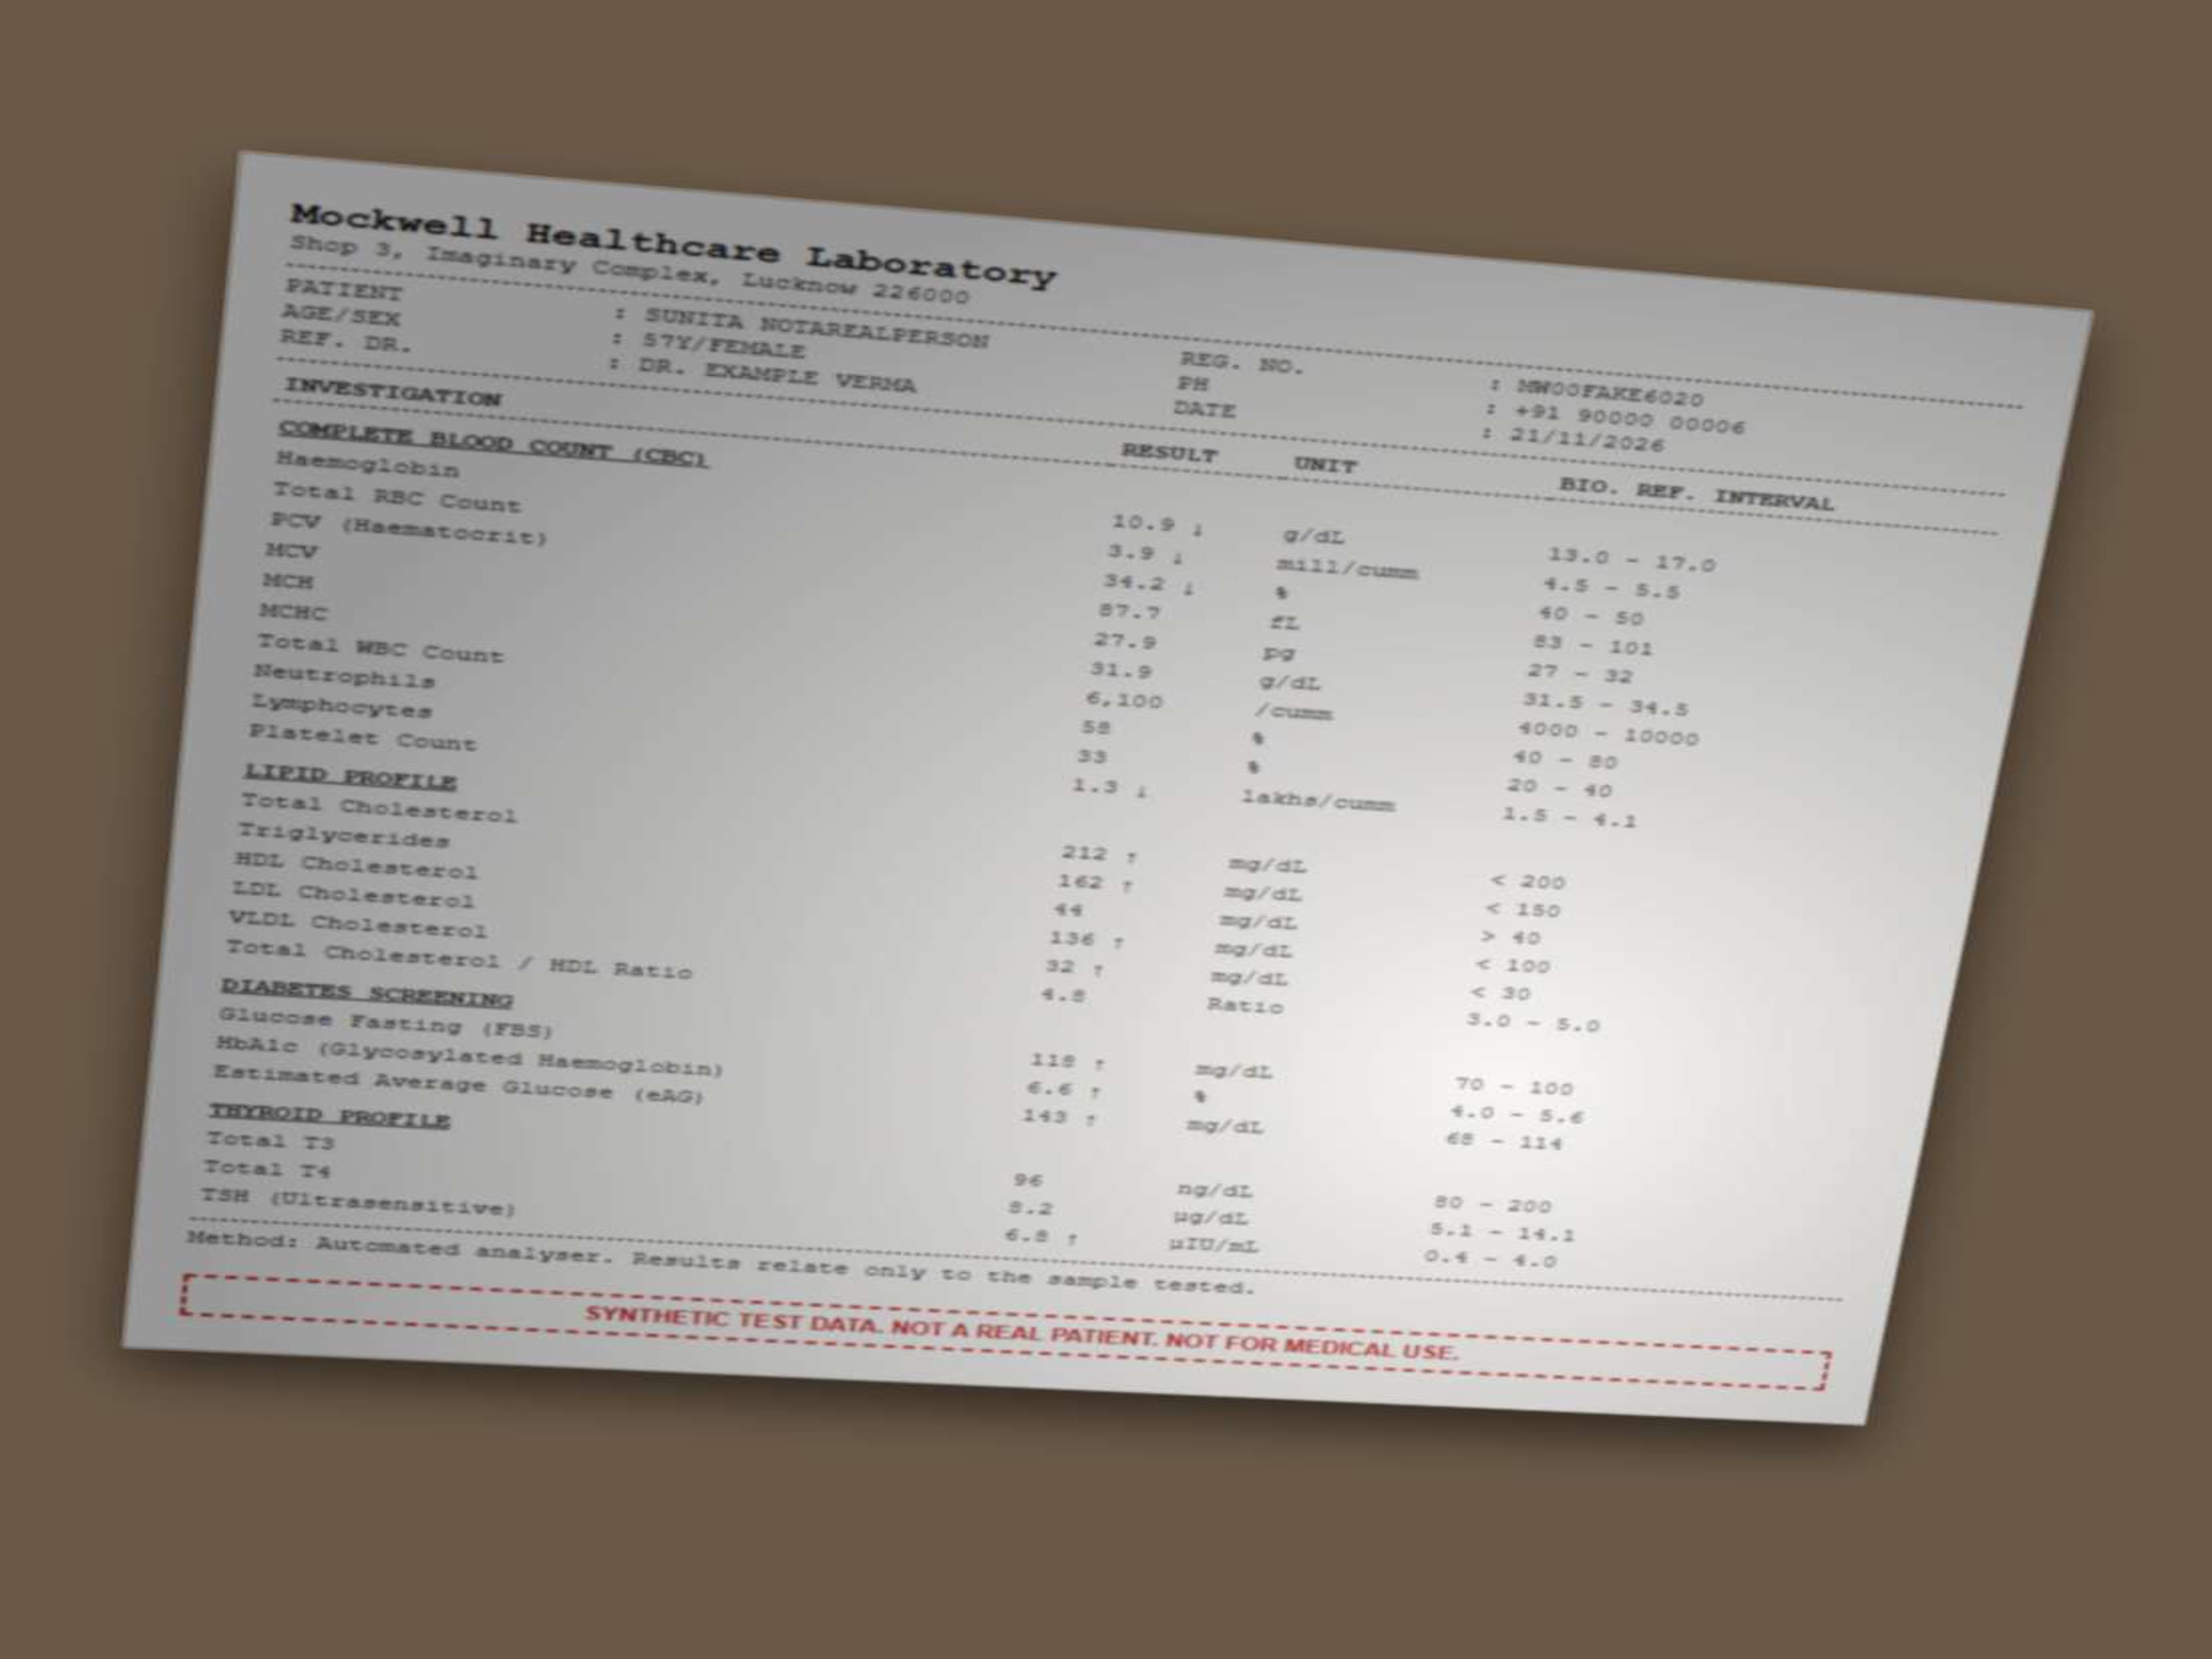 Mockwell Healthcare Laboratory
Shop 3, Imaginary Complex, Lucknow 226000
PATIENT : SUNITA NOTAREALPERSON REG. NO. : MW00FAKE6020
AGE/SEX : 57Y/FEMALE PH : +91 90000 00006
REF. DR. : DR. EXAMPLE VERMA DATE : 21/11/2026
INVESTIGATION RESULT UNIT BIO. REF. INTERVAL
COMPLETE BLOOD COUNT (CBC)
Haemoglobin 10.9 ↓ g/dL 13.0 - 17.0
Total RBC Count 3.9 ↓ mill/cumm 4.5 - 5.5
PCV (Haematocrit) 34.2 ↓ % 40 - 50
MCV 87.7 fL 83 - 101
MCH 27.9 pg 27 - 32
MCHC 31.9 g/dL 31.5 - 34.5
Total WBC Count 6,100 /cumm 4000 - 10000
Neutrophils 58 % 40 - 80
Lymphocytes 33 % 20 - 40
Platelet Count 1.3 ↓ lakhs/cumm 1.5 - 4.1
LIPID PROFILE
Total Cholesterol 212 ↑ mg/dL < 200
Triglycerides 162 ↑ mg/dL < 150
HDL Cholesterol 44 mg/dL > 40
LDL Cholesterol 136 ↑ mg/dL < 100
VLDL Cholesterol 32 ↑ mg/dL < 30
Total Cholesterol / HDL Ratio 4.8 Ratio 3.0 - 5.0
DIABETES SCREENING
Glucose Fasting (FBS) 118 ↑ mg/dL 70 - 100
HbA1c (Glycosylated Haemoglobin) 6.6 ↑ % 4.0 - 5.6
Estimated Average Glucose (eAG) 143 ↑ mg/dL 68 - 114
THYROID PROFILE
Total T3 96 ng/dL 80 - 200
Total T4 8.2 µg/dL 5.1 - 14.1
TSH (Ultrasensitive) 6.8 ↑ µIU/mL 0.4 - 4.0
Method: Automated analyser. Results relate only to the sample tested.
SYNTHETIC TEST DATA. NOT A REAL PATIENT. NOT FOR MEDICAL USE.